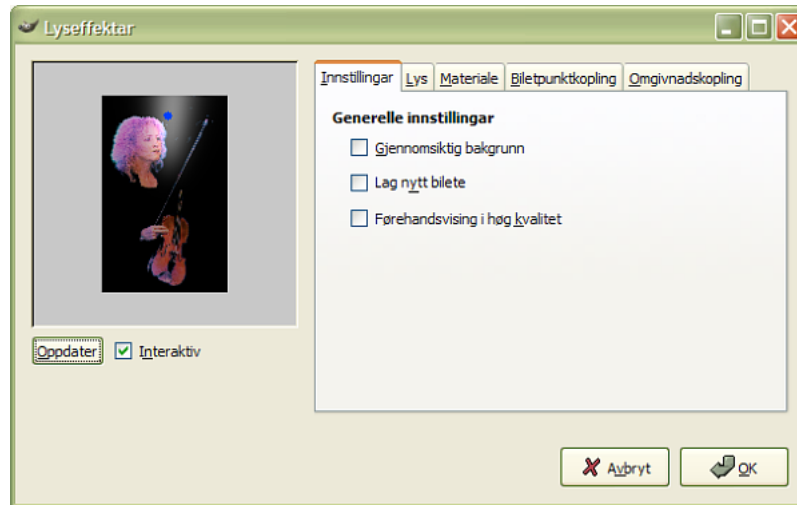 Lyseffektar
Innstillingar Lys Materiale Biletpunktkopling Omgivnadskopling
Generelle innstillingar
Gjennomsiktig bakgrunn
Lag nytt bilete
Førehandsvising i høg kvalitet
Oppdater Interaktiv
Avbryt OK